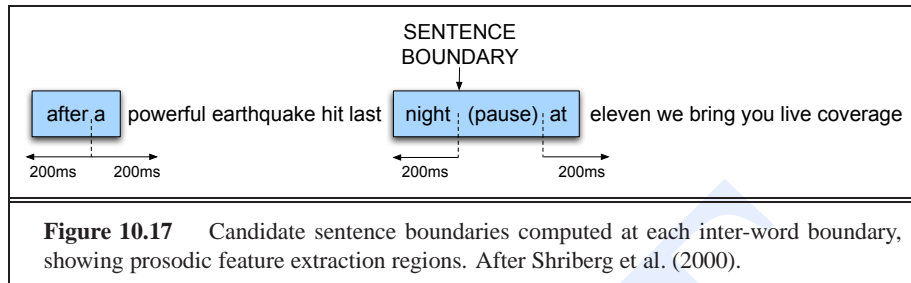 SENTENCE
BOUNDARY
after a powerful earthquake hit last night (pause) at eleven we bring you live coverage
200ms 200ms 200ms 200ms
Figure 10.17 Candidate sentence boundaries computed at each inter-word boundary,
showing prosodic feature extraction regions. After Shriberg et al. (2000).